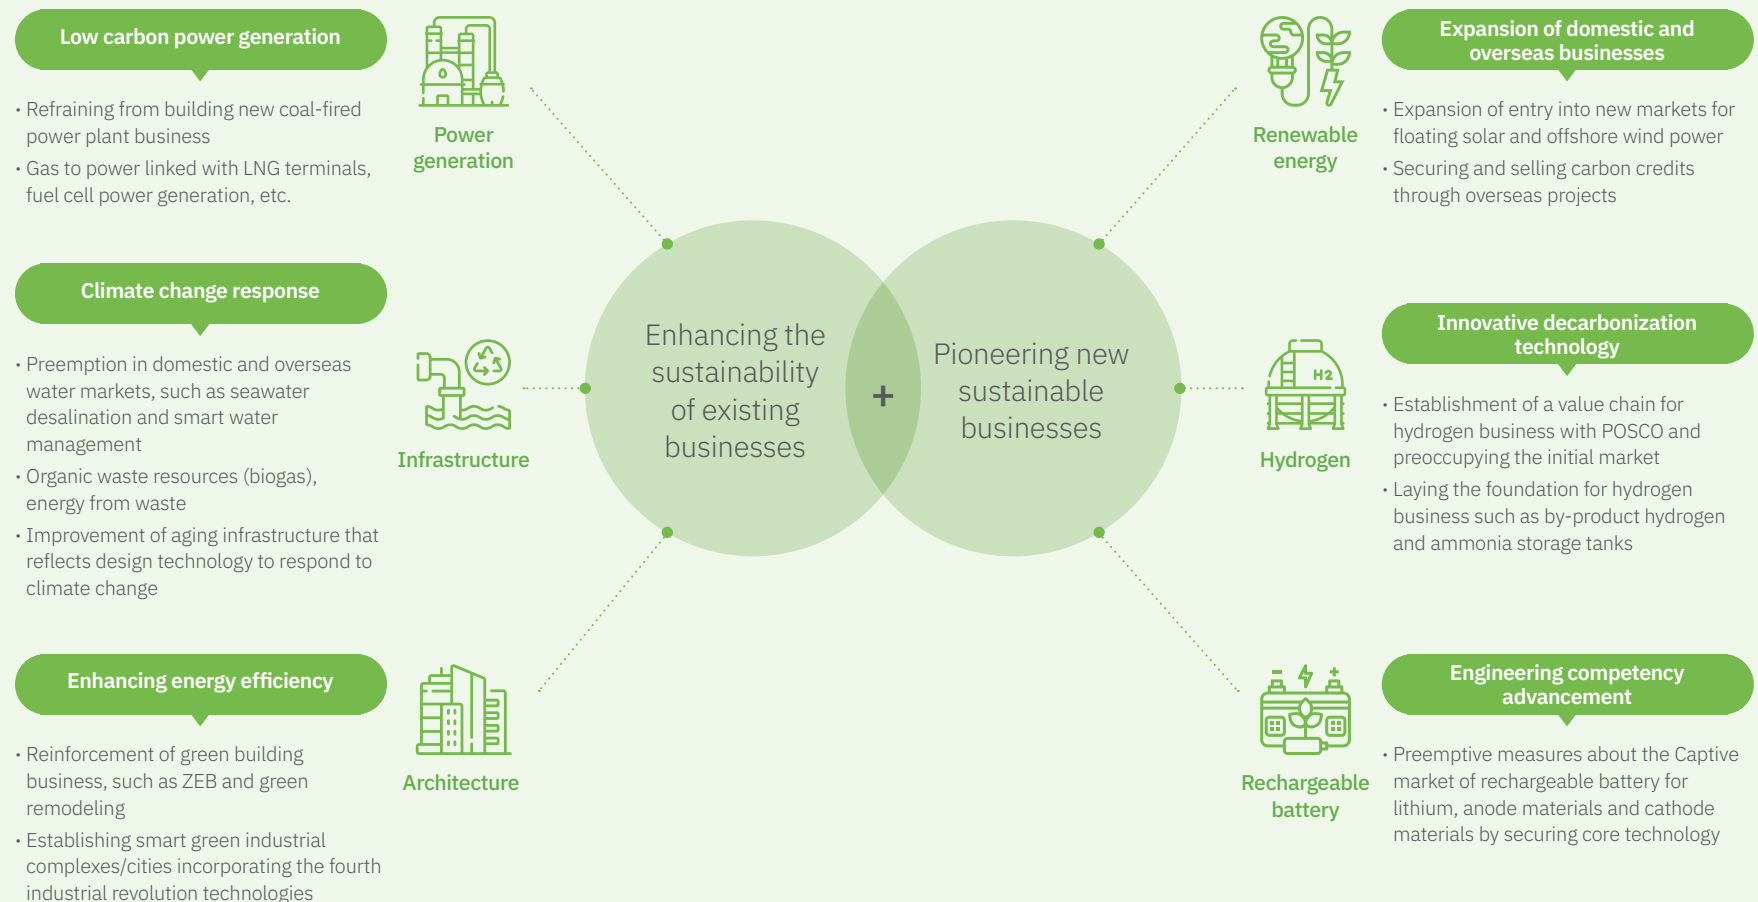 Low carbon power generation
· Refraining from building new coal-fired
power plant business
· Gas to power linked with LNG terminals,
fuel cell power generation, etc.
Power
generation
Climate change response
· Preemption in domestic and overseas
water markets, such as seawater
desalination and smart water
management
· Organic waste resources (biogas),
energy from waste
· Improvement of aging infrastructure that
reflects design technology to respond to
climate change
Infrastructure
Enhancing energy efficiency
· Reinforcement of green building
business, such as ZEB and green
remodeling
· Establishing smart green industrial
complexes/cities incorporating the fourth
industrial revolution technologies
Architecture
Enhancing the
sustainability
of existing
businesses
+
Pioneering new
sustainable
businesses
Renewable
energy
Expansion of domestic and
overseas businesses
· Expansion of entry into new markets for
floating solar and offshore wind power
· Securing and selling carbon credits
through overseas projects
H2
Hydrogen
Innovative decarbonization
technology
· Establishment of a value chain for
hydrogen business with POSCO and
preoccupying the initial market
· Laying the foundation for hydrogen
business such as by-product hydrogen
and ammonia storage tanks
Rechargeable
battery
Engineering competency
advancement
· Preemptive measures about the Captive
market of rechargeable battery for
lithium, anode materials and cathode
materials by securing core technology